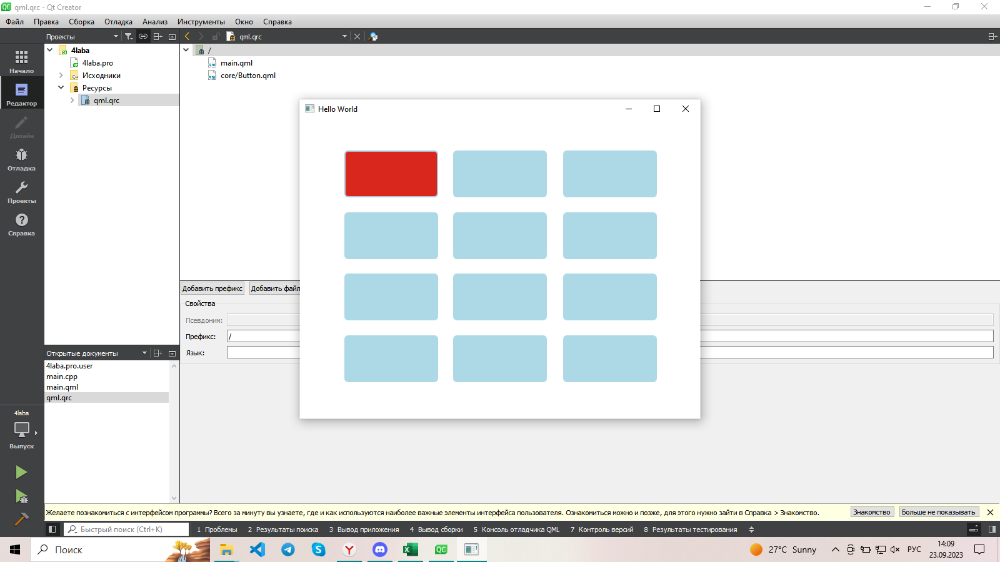 qml.qrc - Qt Creator
Файл Правка Сборка Отладка Анализ Инструменты Окно Справка
Проекты
qml.qrc
4laba
4laba.pro
Исходники
Ресурсы
qml.qrc
/
main.qml
core/Button.qml
Начало
Редактор
Дизайн
Отладка
Проекты
Справка
Hello World
Добавить префикс
Добавить файл
Свойства
Псевдоним:
Префикс:
/
Язык:
Открытые документы
4laba.pro.user
main.cpp
main.qml
qml.qrc
4laba
Выпуск
Желаете познакомиться с интерфейсом программы? Всего за минуту вы узнаете, где и как используются наиболее важные элементы интерфейса пользователя. Ознакомиться можно и позже, для этого нужно зайти в Справка > Знакомство.
Знакомство
Больше не показывать
Быстрый поиск (Ctrl+K)
1 Проблемы 2 Результаты поиска 3 Вывод приложения 4 Вывод сборки 5 Консоль отладчика QML 7 Контроль версий 8 Результаты тестирования
Поиск
27°C Sunny
РУС
14:09
23.09.2023